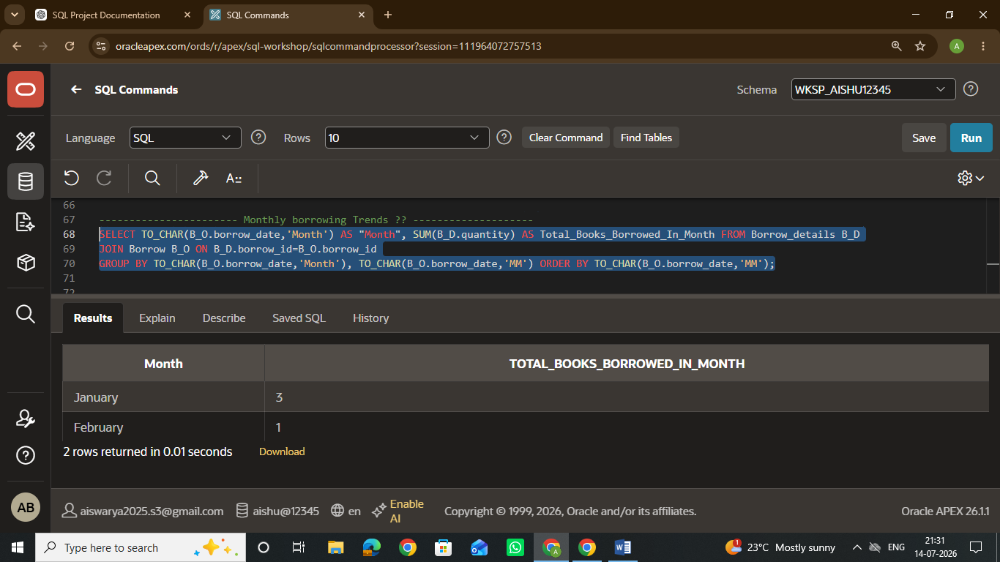 SQL Project Documentation
SQL Commands
oracleapex.com/ords/r/apex/sql-workshop/sqlcommandprocessor?session=111964072757513
A
SQL Commands
Schema
WKSP_AISHU12345
Language
SQL
Rows
10
Clear Command
Find Tables
Save
Run
A::
66
67 ----------------------- Monthly borrowing Trends ?? --------------------
68 SELECT TO_CHAR(B_O.borrow_date,'Month') AS "Month", SUM(B_D.quantity) AS Total_Books_Borrowed_In_Month FROM Borrow_details B_D
69 JOIN Borrow B_O ON B_D.borrow_id=B_O.borrow_id
70 GROUP BY TO_CHAR(B_O.borrow_date,'Month'), TO_CHAR(B_O.borrow_date,'MM') ORDER BY TO_CHAR(B_O.borrow_date,'MM');
71
72
Results Explain Describe Saved SQL History
Month TOTAL_BOOKS_BORROWED_IN_MONTH
January 3
February 1
2 rows returned in 0.01 seconds Download
AB
aiswarya2025.s3@gmail.com
aishu@12345
en
Enable
AI
Copyright © 1999, 2026, Oracle and/or its affiliates.
Oracle APEX 26.1.1
Type here to search
A
1
23°C Mostly sunny
ENG
21:31
14-07-2026